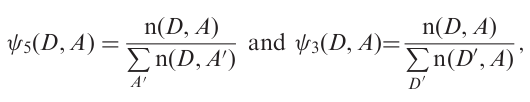 ψ₅(D, A) = n(D, A) / ∑_{A′} n(D, A′) and ψ₃(D, A)= n(D, A) / ∑_{D′} n(D′, A),